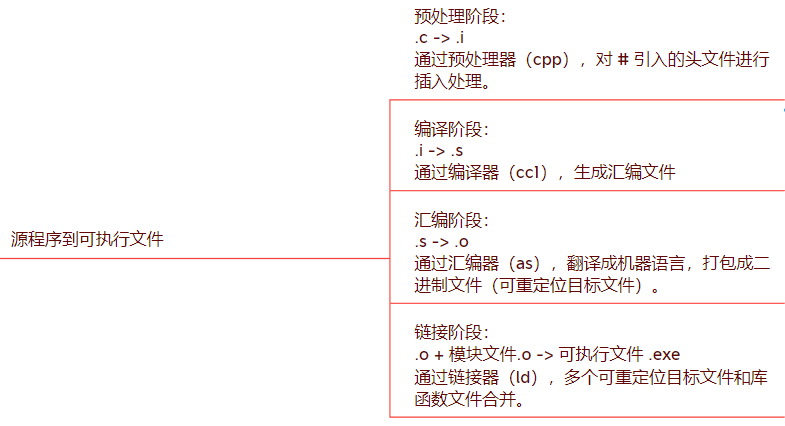 预处理阶段：
.c -> .i
通过预处理器（cpp），对 # 引入的头文件进行
插入处理。
编译阶段：
.i -> .s
通过编译器（cc1），生成汇编文件
源程序到可执行文件
汇编阶段：
.s -> .o
通过汇编器（as），翻译成机器语言，打包成二
进制文件（可重定位目标文件）。
链接阶段：
.o + 模块文件.o -> 可执行文件 .exe
通过链接器（ld），多个可重定位目标文件和库
函数文件合并。